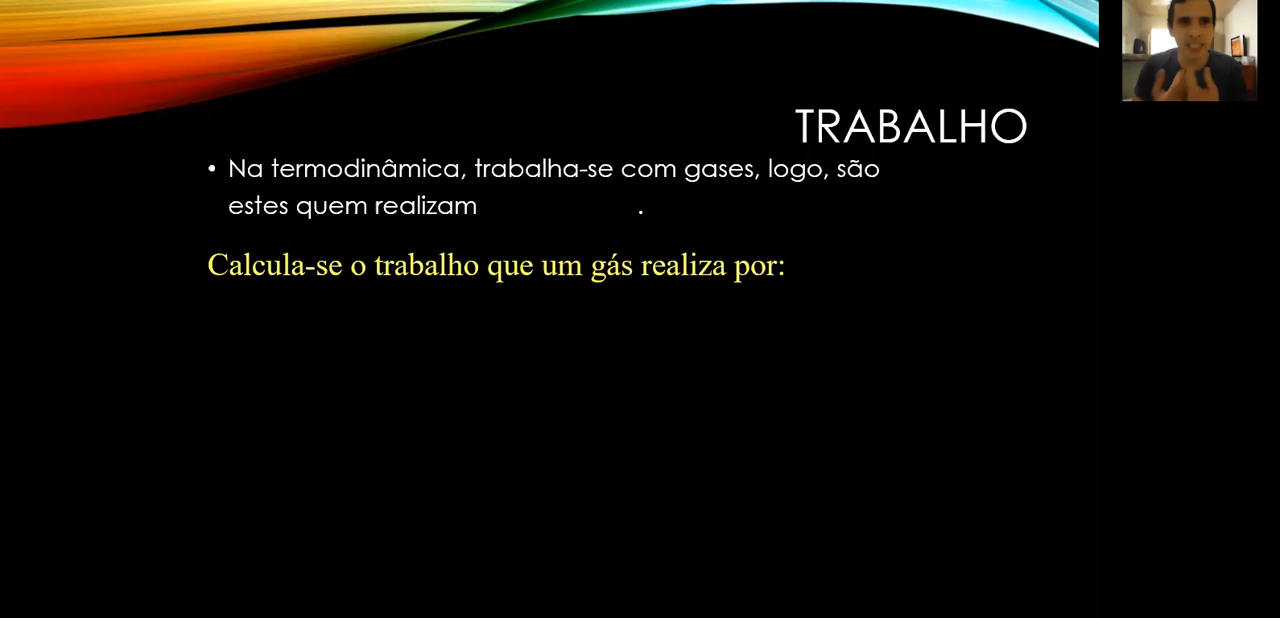 TRABALHO
• Na termodinâmica, trabalha-se com gases, logo, são
estes quem realizam .
Calcula-se o trabalho que um gás realiza por: